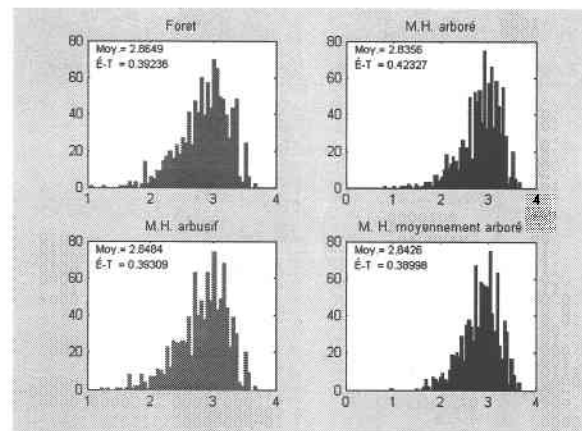 Foret
80
Moy.= 2.8649
É-T = 0.39236
60
40
20
0
1 2 3 4
M.H. arboré
80
Moy.= 2.8356
É-T = 0.42327
60
40
20
0
0 1 2 3 4
4
M.H. arbusif
80
Moy.= 2.8484
É-T = 0.39309
60
40
20
0
1 2 3 4
M. H. moyennement arboré
80
Moy.= 2.8426
É-T = 0.38998
60
40
20
0
0 1 2 3 4